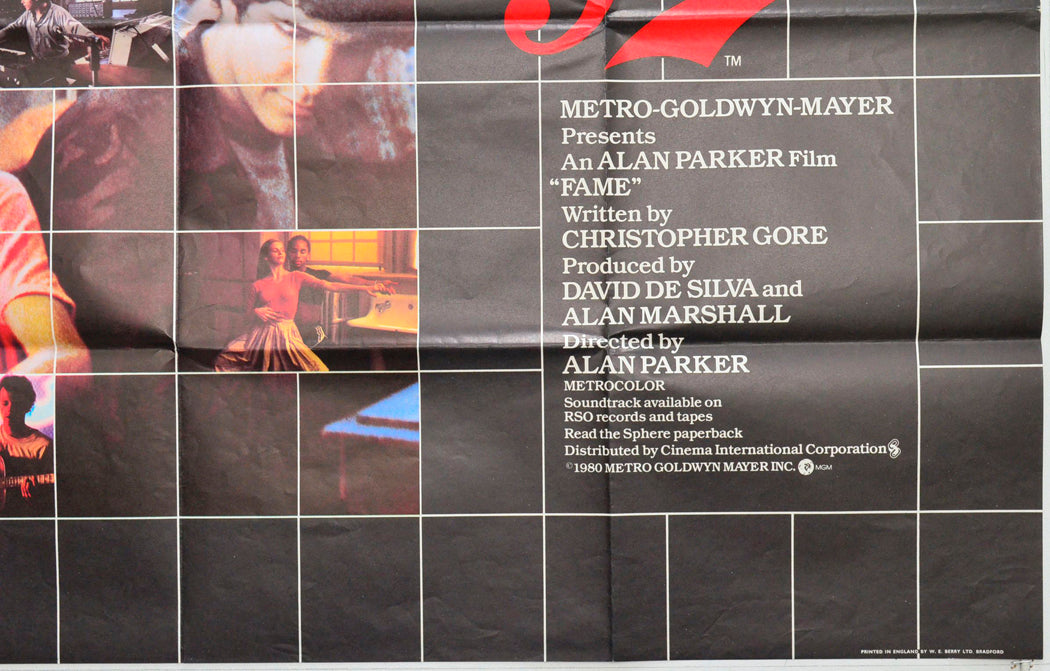 TM
METRO-GOLDWYN-MAYER
Presents
An ALAN PARKER Film
“FAME”
Written by
CHRISTOPHER GORE
Produced by
DAVID DE SILVA and
ALAN MARSHALL
Directed by
ALAN PARKER
METROCOLOR
Soundtrack available on
RSO records and tapes
Read the Sphere paperback
Distributed by Cinema International Corporation
©1980 METRO GOLDWYN MAYER INC. MGM
PRINTED IN ENGLAND BY W. E. BERRY LTD. BRADFORD